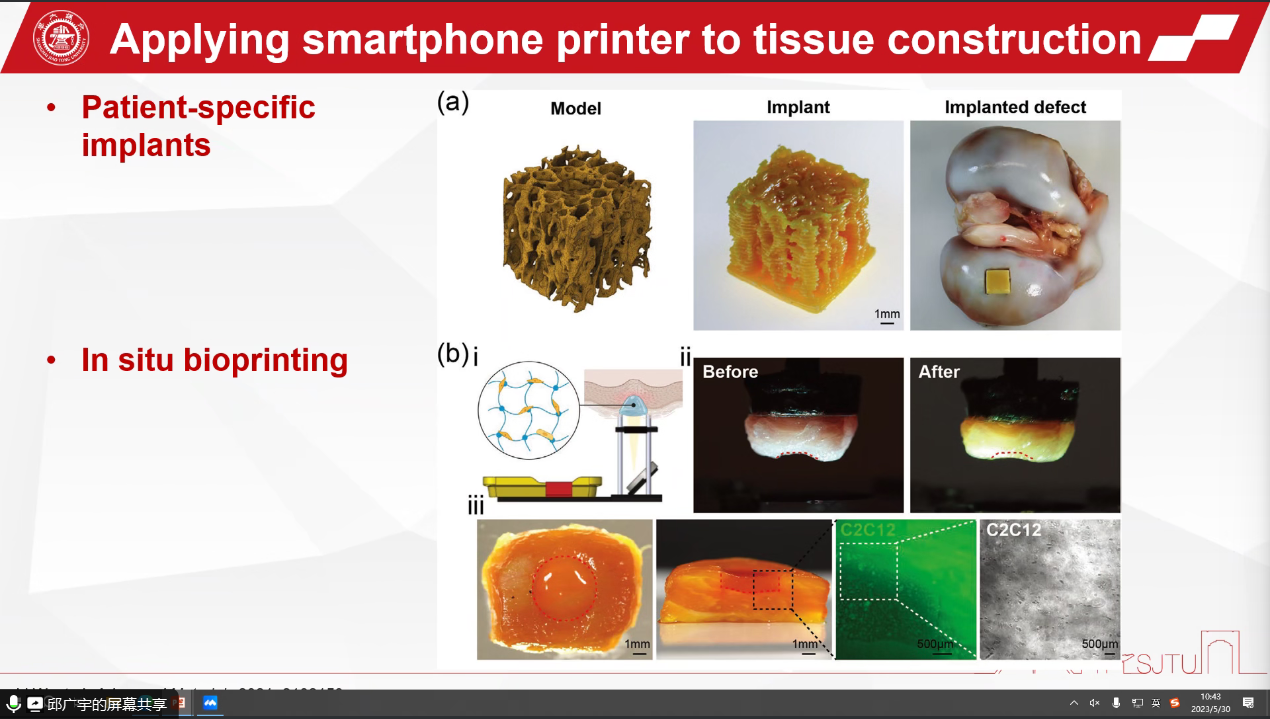 Applying smartphone printer to tissue construction
• Patient-specific
implants
• In situ bioprinting
(a)
Model
Implant
Implanted defect
1mm
(b) i
ii
Before
After
iii
1mm
1mm
C2C12
500μm
C2C12
500μm
SJTU
邱广宇的屏幕共享
英
10:43
2023/5/30